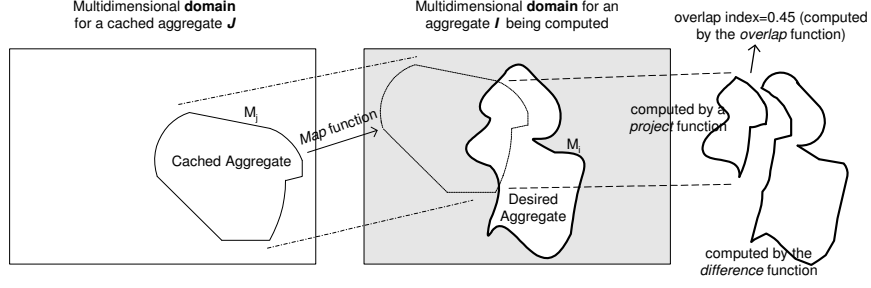 Multidimensional domain
for a cached aggregate J
Multidimensional domain for an
aggregate I being computed
overlap index=0.45 (computed
by the overlap function)
Mj
Map function
Cached Aggregate
computed by a
project function
Mi
Desired
Aggregate
computed by the
difference function